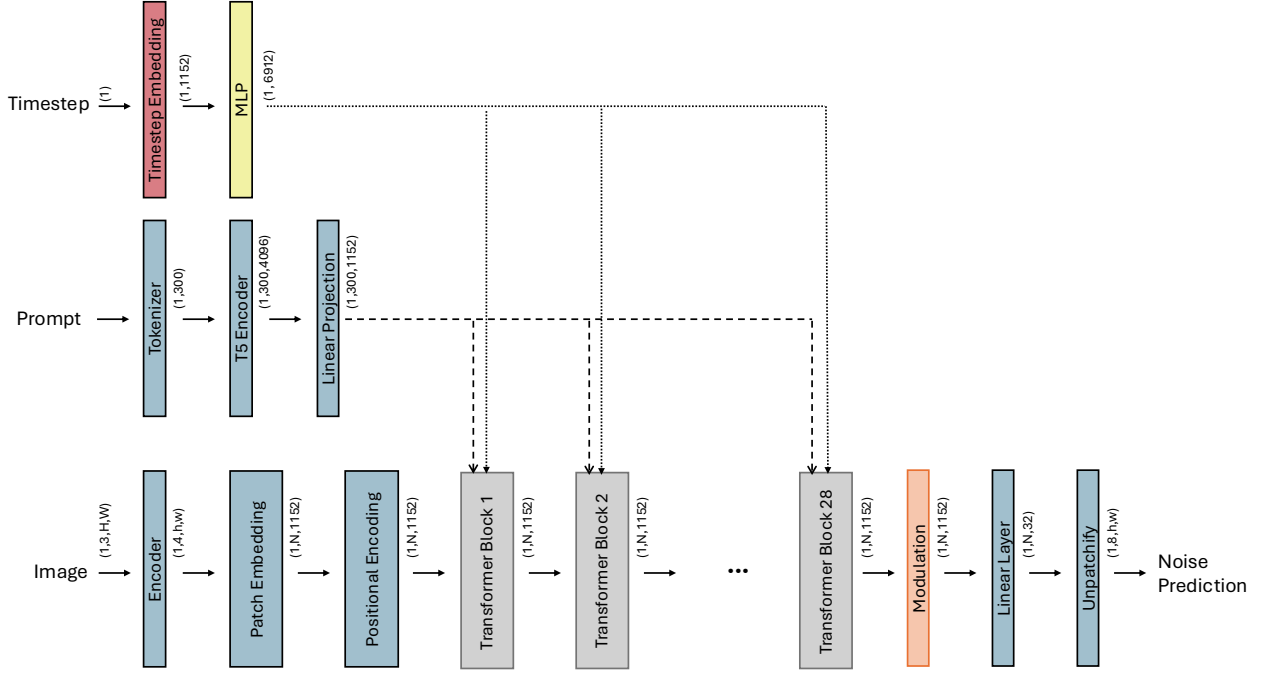 Timestep
(1)
Timestep Embedding
(1,1152)
MLP
(1, 6912)
Prompt
Tokenizer
(1,300)
T5 Encoder
(1,300,4096)
Linear Projection
(1,300,1152)
Image
(1,3,H,W)
Encoder
(1,4,h,w)
Patch Embedding
(1,N,1152)
Positional Encoding
(1,N,1152)
Transformer Block 1
(1,N,1152)
Transformer Block 2
(1,N,1152)
...
Transformer Block 28
(1,N,1152)
Modulation
(1,N,1152)
Linear Layer
(1,N,32)
Unpatchify
(1,8,h,w)
Noise
Prediction